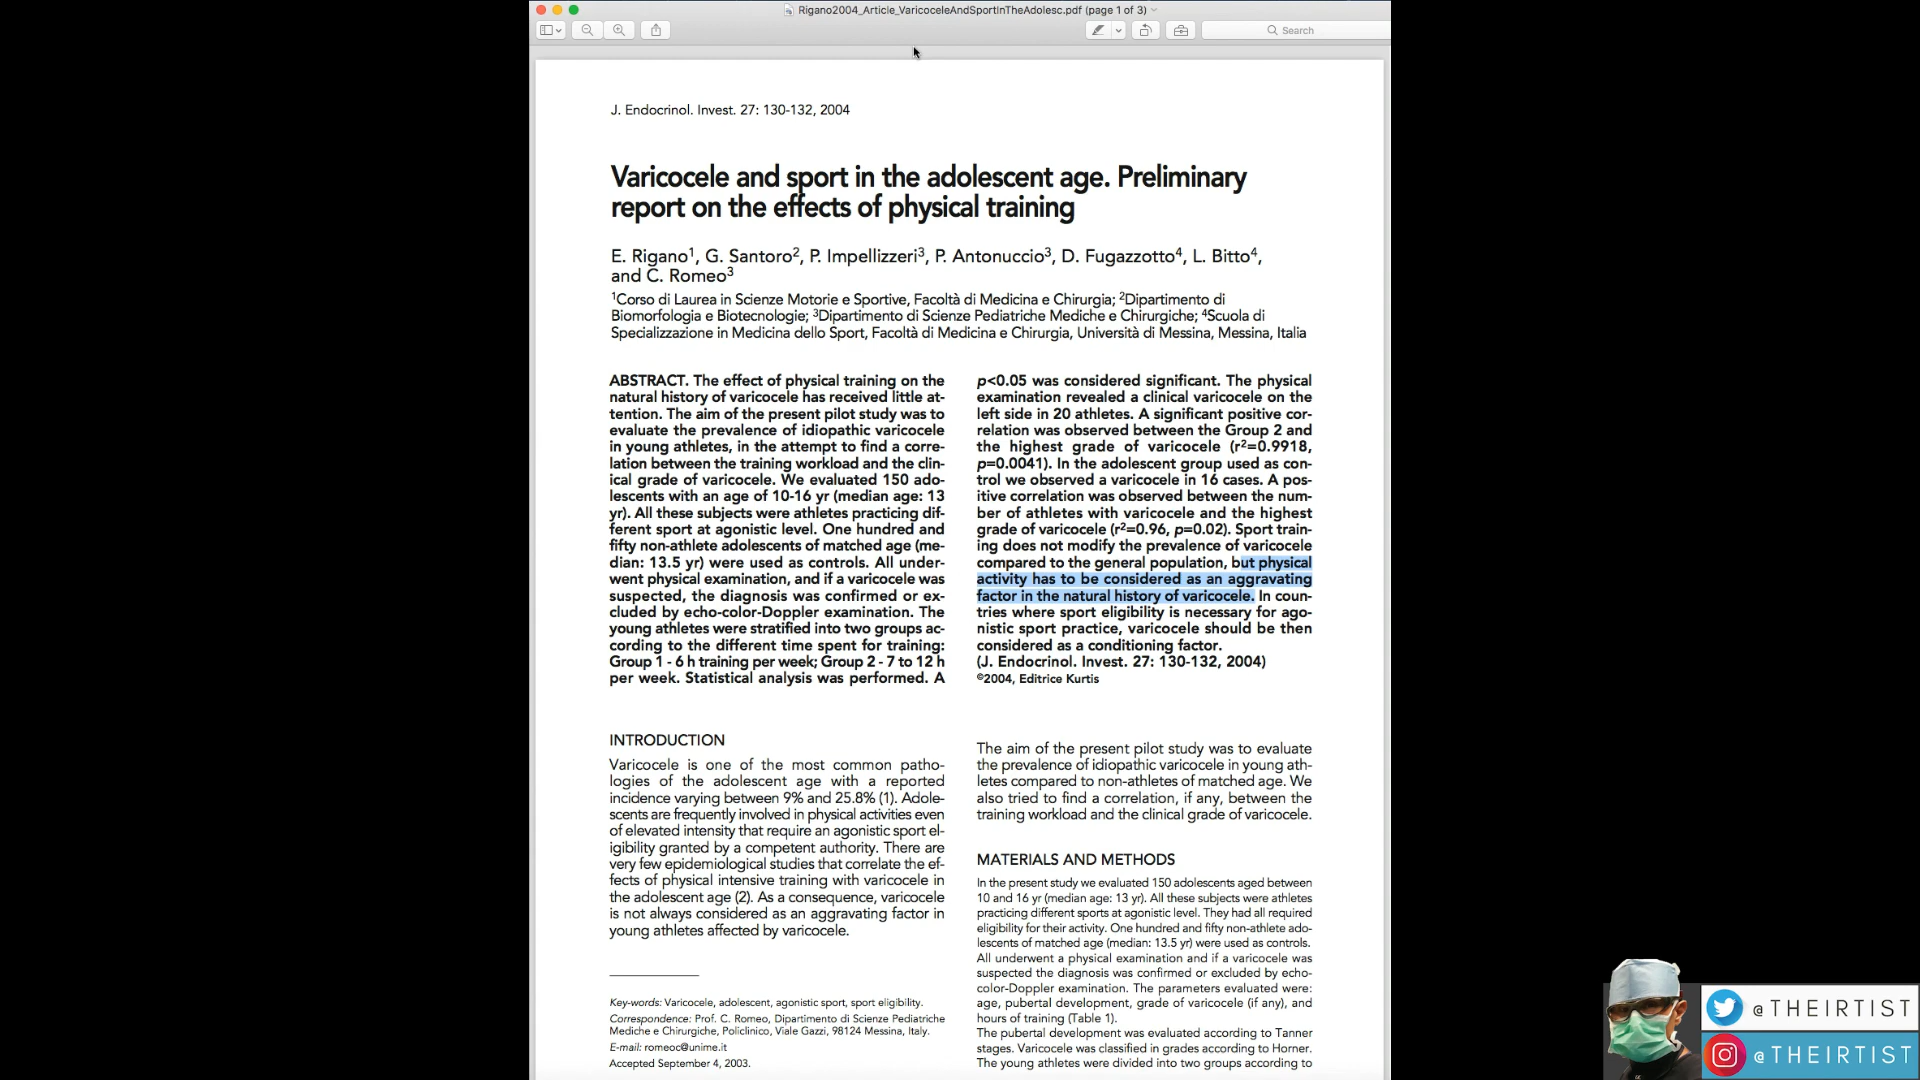 Rigano2004_Article_VaricoceleAndSportInTheAdolesc.pdf (page 1 of 3)
Search
J. Endocrinol. Invest. 27: 130-132, 2004
Varicocele and sport in the adolescent age. Preliminary
report on the effects of physical training
E. Rigano1, G. Santoro2, P. Impellizzeri3, P. Antonuccio3, D. Fugazzotto4, L. Bitto4,
and C. Romeo3
1Corso di Laurea in Scienze Motorie e Sportive, Facoltà di Medicina e Chirurgia; 2Dipartimento di
Biomorfologia e Biotecnologie; 3Dipartimento di Scienze Pediatriche Mediche e Chirurgiche; 4Scuola di
Specializzazione in Medicina dello Sport, Facoltà di Medicina e Chirurgia, Università di Messina, Messina, Italia
ABSTRACT. The effect of physical training on the
natural history of varicocele has received little at-
tention. The aim of the present pilot study was to
evaluate the prevalence of idiopathic varicocele
in young athletes, in the attempt to find a corre-
lation between the training workload and the clin-
ical grade of varicocele. We evaluated 150 ado-
lescents with an age of 10-16 yr (median age: 13
yr). All these subjects were athletes practicing dif-
ferent sport at agonistic level. One hundred and
fifty non-athlete adolescents of matched age (me-
dian: 13.5 yr) were used as controls. All under-
went physical examination, and if a varicocele was
suspected, the diagnosis was confirmed or ex-
cluded by echo-color-Doppler examination. The
young athletes were stratified into two groups ac-
cording to the different time spent for training:
Group 1 - 6 h training per week; Group 2 - 7 to 12 h
per week. Statistical analysis was performed. A
p<0.05 was considered significant. The physical
examination revealed a clinical varicocele on the
left side in 20 athletes. A significant positive cor-
relation was observed between the Group 2 and
the highest grade of varicocele (r2=0.9918,
p=0.0041). In the adolescent group used as con-
trol we observed a varicocele in 16 cases. A pos-
itive correlation was observed between the num-
ber of athletes with varicocele and the highest
grade of varicocele (r2=0.96, p=0.02). Sport train-
ing does not modify the prevalence of varicocele
compared to the general population, but physical
activity has to be considered as an aggravating
factor in the natural history of varicocele. In coun-
tries where sport eligibility is necessary for ago-
nistic sport practice, varicocele should be then
considered as a conditioning factor.
(J. Endocrinol. Invest. 27: 130-132, 2004)
©2004, Editrice Kurtis
INTRODUCTION
Varicocele is one of the most common patho-
logies of the adolescent age with a reported
incidence varying between 9% and 25.8% (1). Adole-
scents are frequently involved in physical activities even
of elevated intensity that require an agonistic sport el-
igibility granted by a competent authority. There are
very few epidemiological studies that correlate the ef-
fects of physical intensive training with varicocele in
the adolescent age (2). As a consequence, varicocele
is not always considered as an aggravating factor in
young athletes affected by varicocele.
Key-words: Varicocele, adolescent, agonistic sport, sport eligibility.
Correspondence: Prof. C. Romeo, Dipartimento di Scienze Pediatriche
Mediche e Chirurgiche, Policlinico, Viale Gazzi, 98124 Messina, Italy.
E-mail: romeoc@unime.it
Accepted September 4, 2003.
The aim of the present pilot study was to evaluate
the prevalence of idiopathic varicocele in young ath-
letes compared to non-athletes of matched age. We
also tried to find a correlation, if any, between the
training workload and the clinical grade of varicocele.
MATERIALS AND METHODS
In the present study we evaluated 150 adolescents aged between
10 and 16 yr (median age: 13 yr). All these subjects were athletes
practicing different sports at agonistic level. They had all required
eligibility for their activity. One hundred and fifty non-athlete ado-
lescents of matched age (median: 13.5 yr) were used as controls.
All underwent a physical examination and if a varicocele was
suspected the diagnosis was confirmed or excluded by echo-
color-Doppler examination. The parameters evaluated were:
age, pubertal development, grade of varicocele (if any), and
hours of training (Table 1).
The pubertal development was evaluated according to Tanner
stages. Varicocele was classified in grades according to Horner.
The young athletes were divided into two groups according to
@THEIRTIST
@THEIRTIST